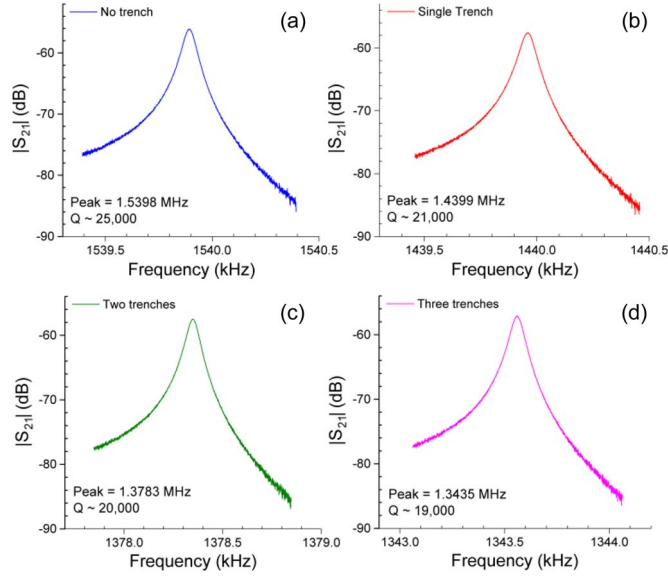 No trench
(a)
-60
-70
-80
-90
|S21| (dB)
Peak = 1.5398 MHz
Q ~ 25,000
1539.5 1540.0 1540.5
Frequency (kHz)
Single Trench
(b)
-60
-70
-80
-90
|S21| (dB)
Peak = 1.4399 MHz
Q ~ 21,000
1439.5 1440.0 1440.5
Frequency (kHz)
Two trenches
(c)
-60
-70
-80
-90
|S21| (dB)
Peak = 1.3783 MHz
Q ~ 20,000
1378.0 1378.5 1379.0
Frequency (kHz)
Three trenches
(d)
-60
-70
-80
-90
|S21| (dB)
Peak = 1.3435 MHz
Q ~ 19,000
1343.0 1343.5 1344.0
Frequency (kHz)